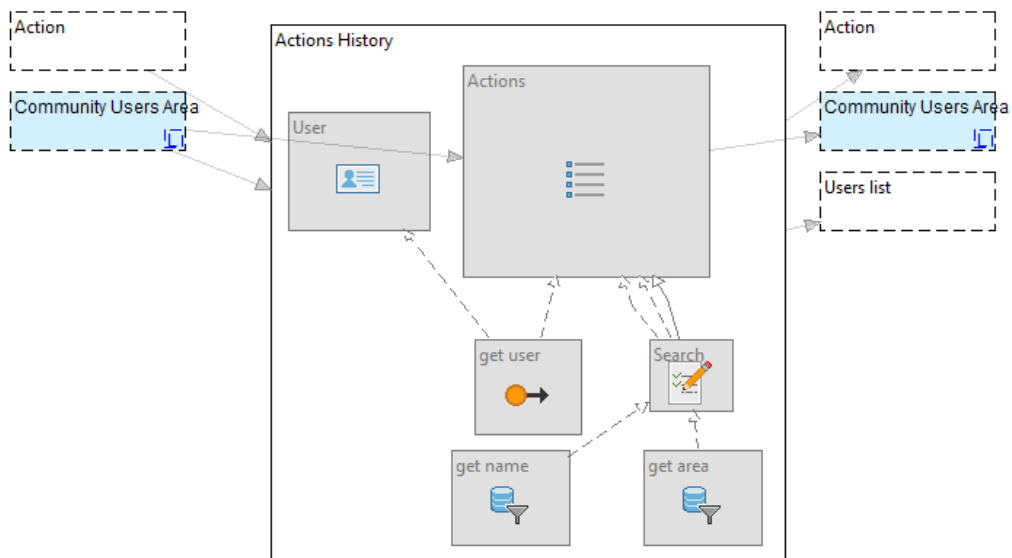 Action
Community Users Area
Actions History
User
Actions
get user
Search
get name
get area
Action
Community Users Area
Users list